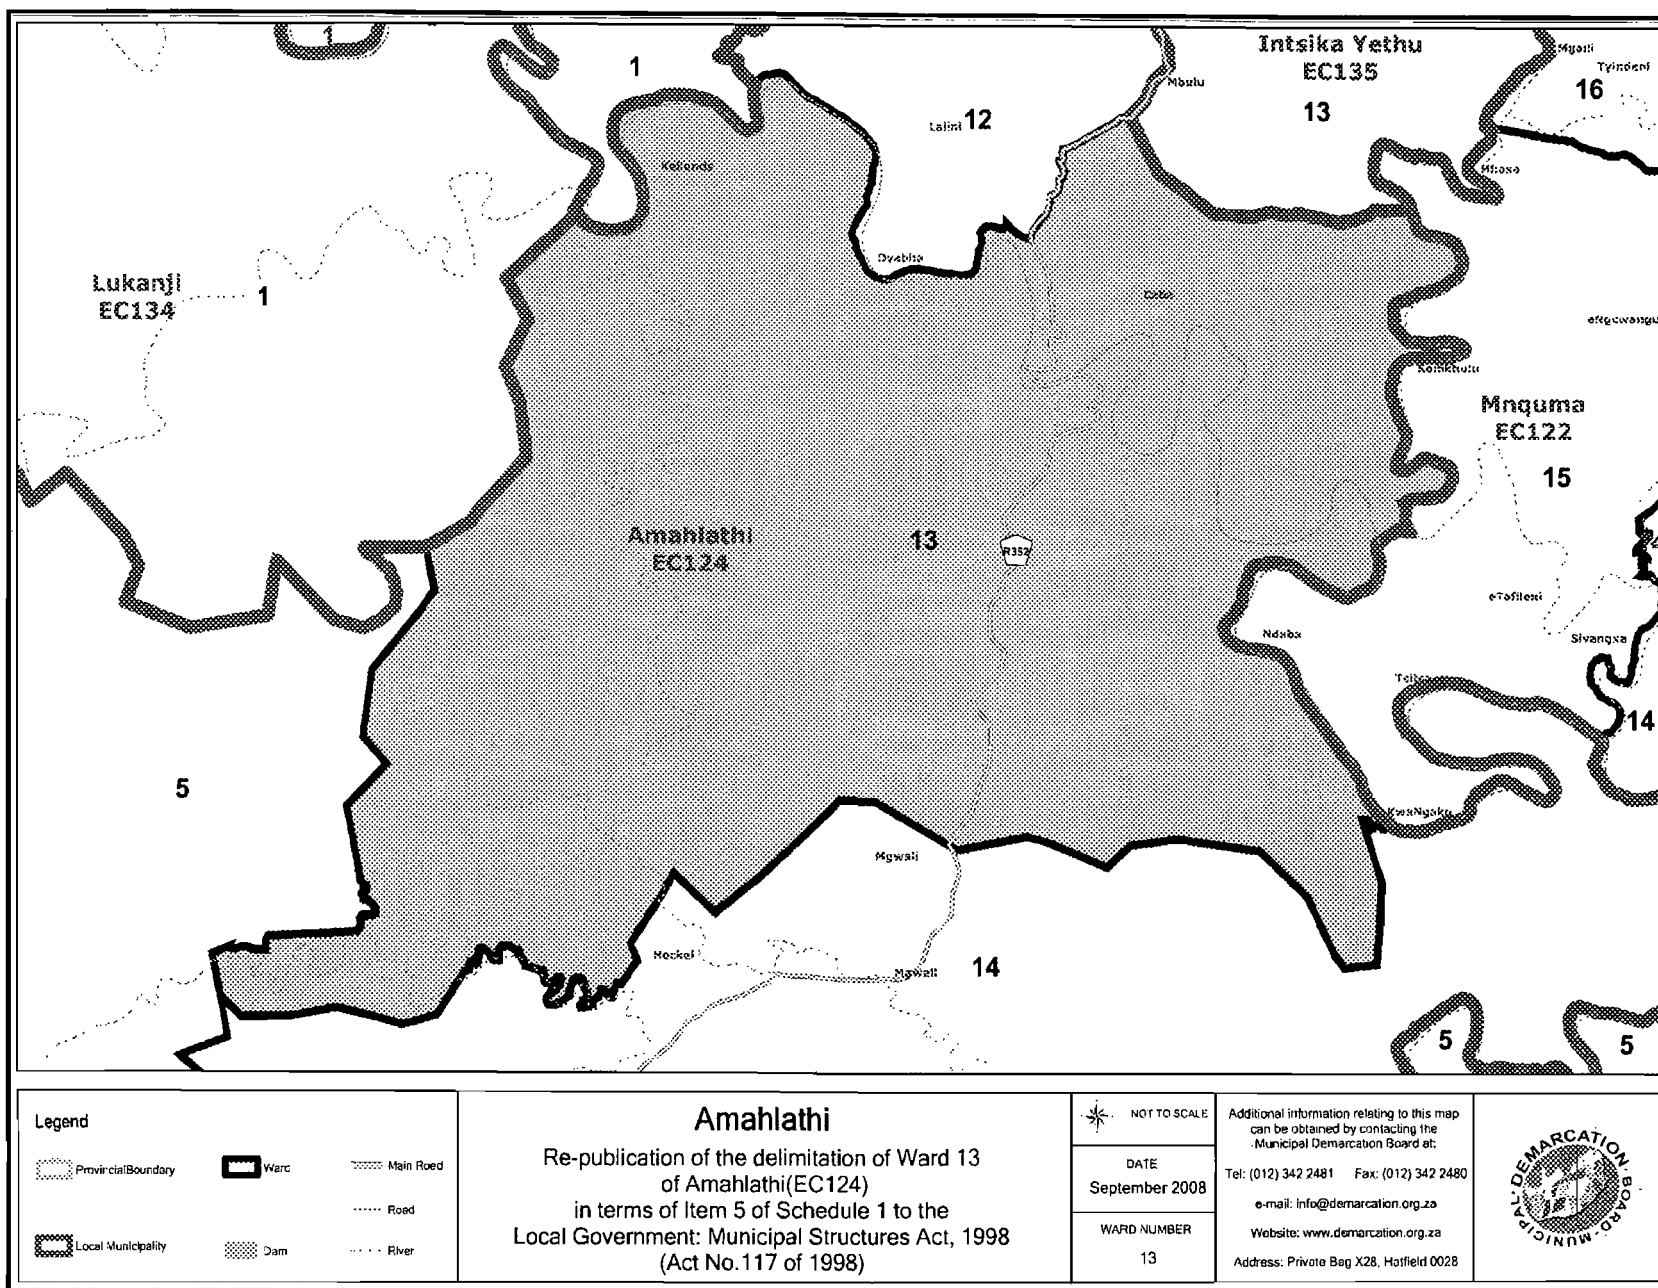 1
1
Intsika Yethu
EC135
13
Mbulu
Tyindeni
16
Lalini 12
Mbaso
Lukanji
EC134
1
Dyabha
Mnquma
EC122
15
Amahlathi
EC124
13
R352
eTafileni
Ndaba
Sivangxa
14
5
KwaNgaku
Mgwali
Heckel
Mgwali
14
5
5
Legend
Provincial Boundary
Ward
Main Road
Road
Local Municipality
Dam
River
Amahlathi
Re-publication of the delimitation of Ward 13
of Amahlathi(EC124)
in terms of Item 5 of Schedule 1 to the
Local Government: Municipal Structures Act, 1998
(Act No.117 of 1998)
NOT TO SCALE
DATE
September 2008
WARD NUMBER
13
Additional information relating to this map
can be obtained by contacting the
Municipal Demarcation Board at:
Tel: (012) 342 2481 Fax: (012) 342 2480
e-mail: info@demarcation.org.za
Website: www.demarcation.org.za
Address: Private Bag X28, Hatfield 0028
MUNICIPAL DEMARCATION BOARD